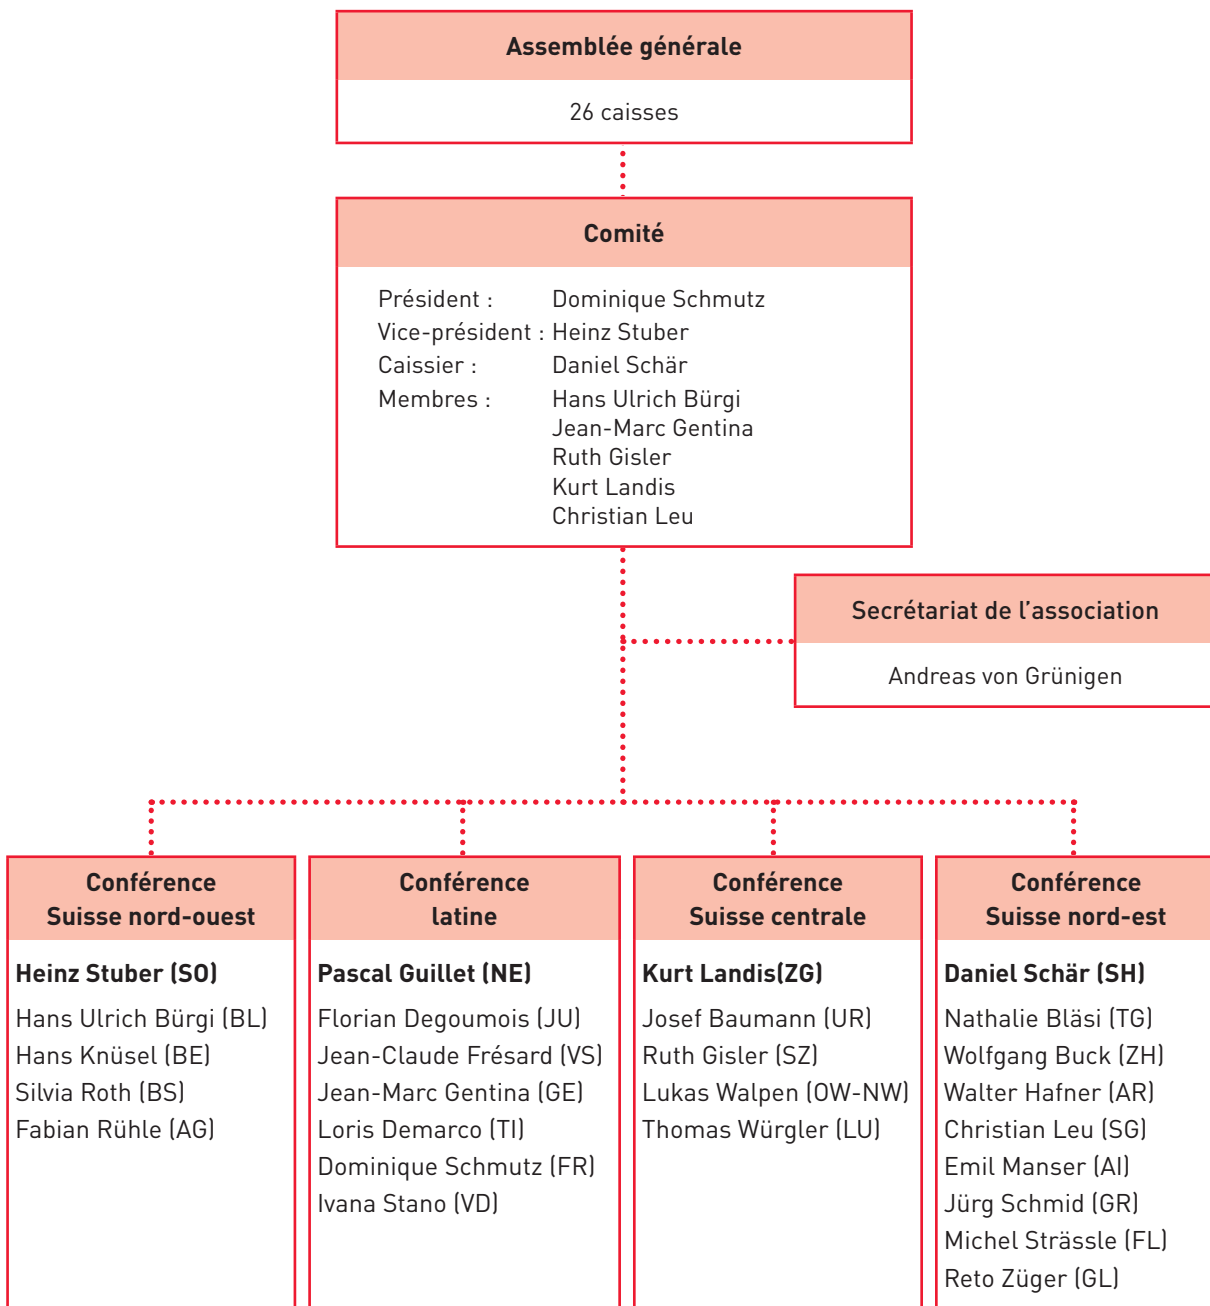 Assemblée générale
26 caisses
Comité
Président : Dominique Schmutz
Vice-président : Heinz Stuber
Caissier : Daniel Schär
Membres : Hans Ulrich Bürgi
Jean-Marc Gentina
Ruth Gisler
Kurt Landis
Christian Leu
Secrétariat de l’association
Andreas von Grünigen
Conférence
Suisse nord-ouest
Heinz Stuber (SO)
Hans Ulrich Bürgi (BL)
Hans Knüsel (BE)
Silvia Roth (BS)
Fabian Rühle (AG)
Conférence
latine
Pascal Guillet (NE)
Florian Degoumois (JU)
Jean-Claude Frésard (VS)
Jean-Marc Gentina (GE)
Loris Demarco (TI)
Dominique Schmutz (FR)
Ivana Stano (VD)
Conférence
Suisse centrale
Kurt Landis(ZG)
Josef Baumann (UR)
Ruth Gisler (SZ)
Lukas Walpen (OW-NW)
Thomas Würgler (LU)
Conférence
Suisse nord-est
Daniel Schär (SH)
Nathalie Bläsi (TG)
Wolfgang Buck (ZH)
Walter Hafner (AR)
Christian Leu (SG)
Emil Manser (AI)
Jürg Schmid (GR)
Michel Strässle (FL)
Reto Züger (GL)